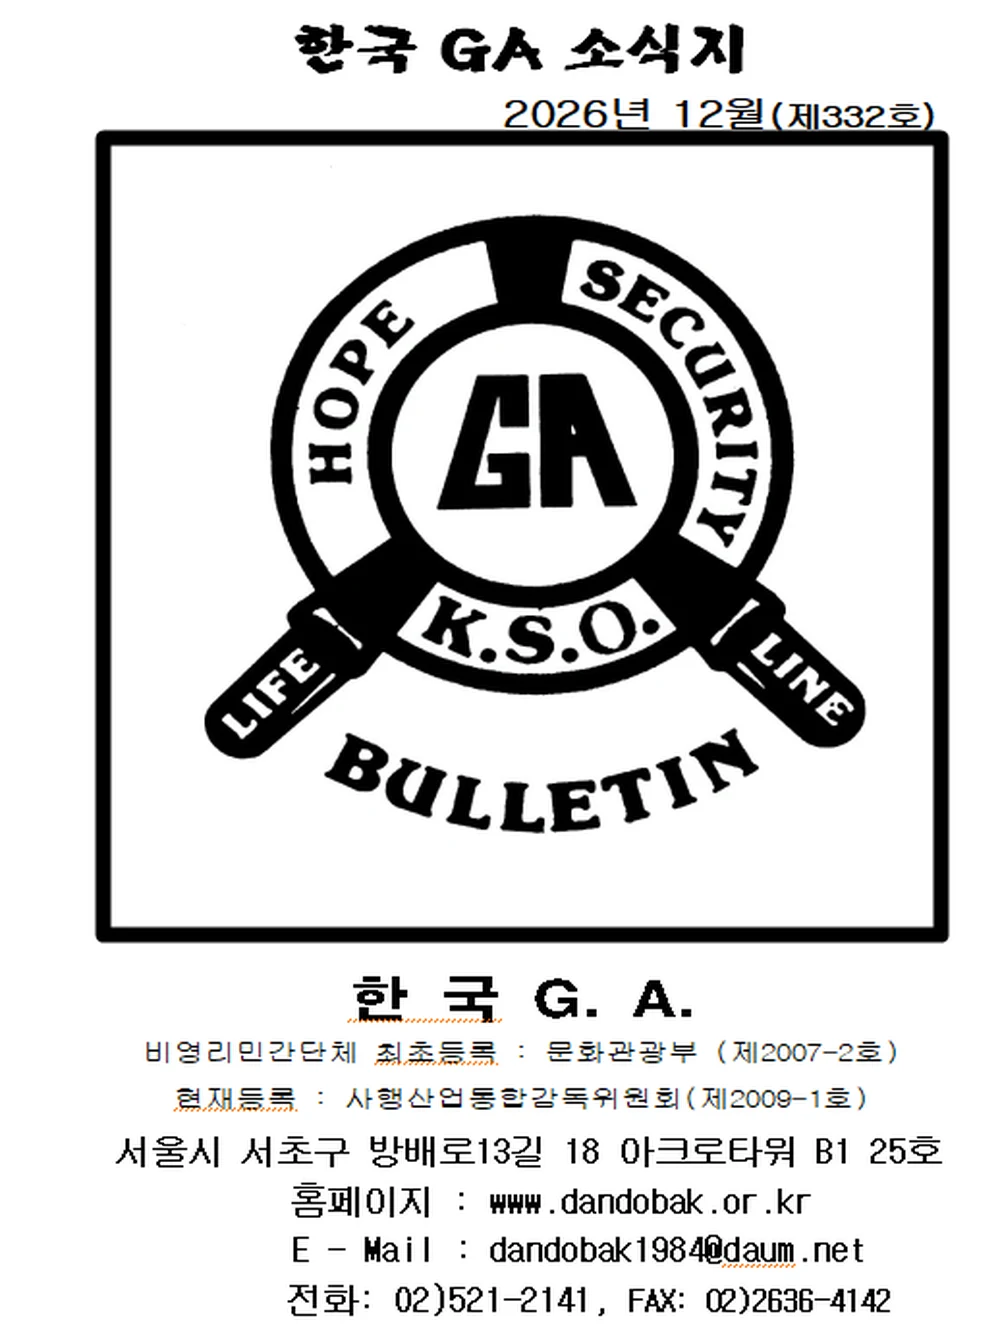 한국 GA 소식지
2026년 12월(제332호)
HOPE
SECURITY
GA
K.S.O.
LIFE
LINE
BULLETIN
한 국 G. A.
비영리민간단체 최초등록 : 문화관광부 (제2007-2호)
현재등록 : 사행산업통합감독위원회(제2009-1호)
서울시 서초구 방배로13길 18 아크로타워 B1 25호
홈페이지 : www.dandobak.or.kr
E - Mail : dandobak1984@daum.net
전화: 02)521-2141, FAX: 02)2636-4142